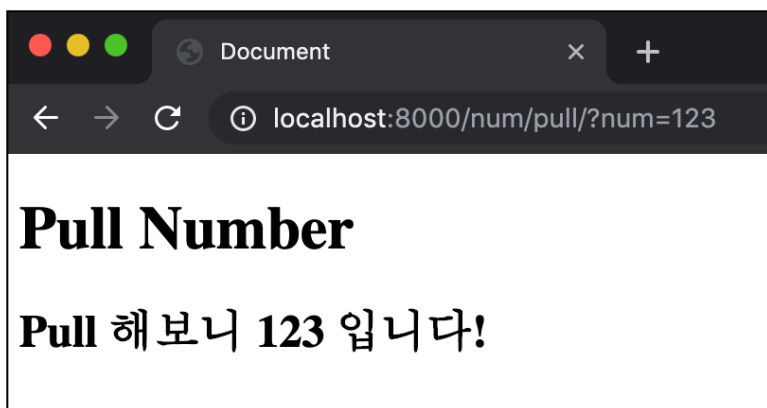 Document
localhost:8000/num/pull/?num=123
Pull Number
Pull 해보니 123 입니다!